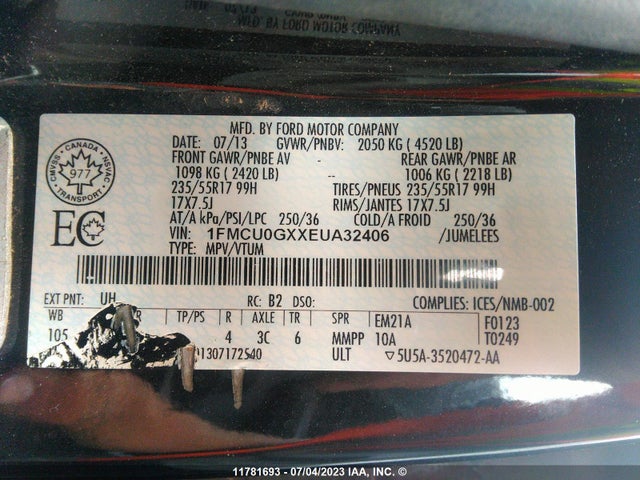 MFD. BY FORD MOTOR COMPANY
DATE: 07/13 GVWR/PNBV: 2050 KG ( 4520 LB)
FRONT GAWR/PNBE AV - REAR GAWR/PNBE AR
1098 KG ( 2420 LB) -- 1006 KG ( 2218 LB)
235/55R17 99H TIRES/PNEUS 235/55R17 99H
17X7.5J RIMS/JANTES 17X7.5J
AT/A kPa/PSI/LPC 250/36 COLD/A FROID 250/36
VIN: 1FMCU0GXXEUA32406 /JUMELEES
TYPE: MPV/VTUM
CANADA
CMVSS 977 NSVAC
TRANSPORT
EC
EXT PNT: UH RC: B2 DSO: COMPLIES: ICES/NMB-002
WB R TP/PS R AXLE TR SPR EM21A F0123
105 4 3C 6 MMPP 10A T0249
1307172540 ULT 5U5A-3520472-AA
11781693 - 07/04/2023 IAA, INC. ©